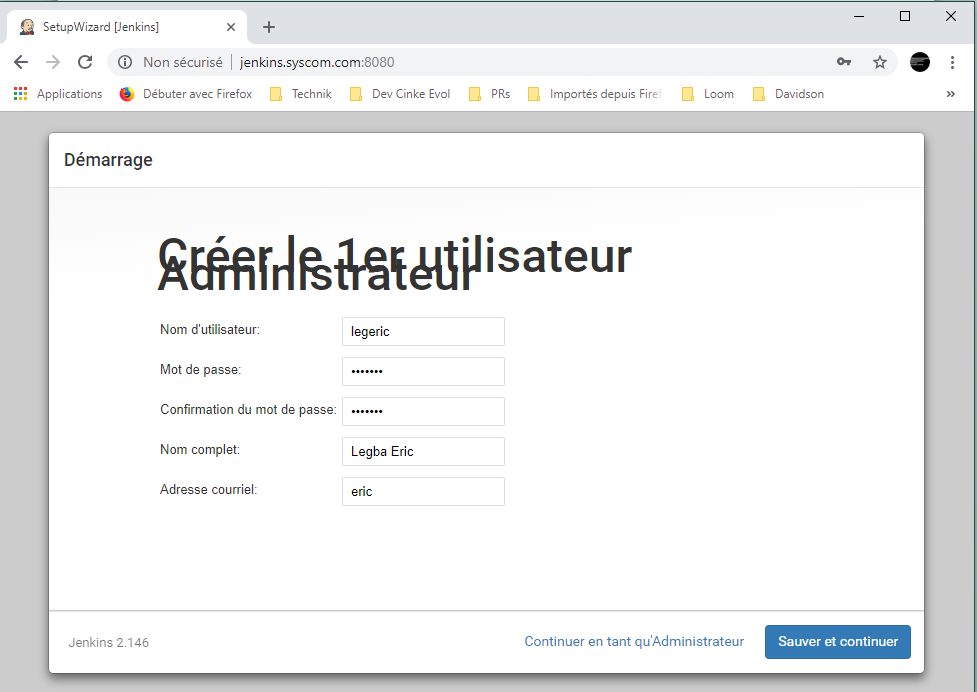 SetupWizard [Jenkins]
Non sécurisé jenkins.syscom.com:8080
Applications Débuter avec Firefox Technik Dev Cinke Evol PRs Importés depuis Firef Loom Davidson
Démarrage
Créer le 1er utilisateur
Administrateur
Nom d'utilisateur: legeric
Mot de passe: •••••••
Confirmation du mot de passe: •••••••
Nom complet: Legba Eric
Adresse courriel: eric
Jenkins 2.146 Continuer en tant qu'Administrateur Sauver et continuer